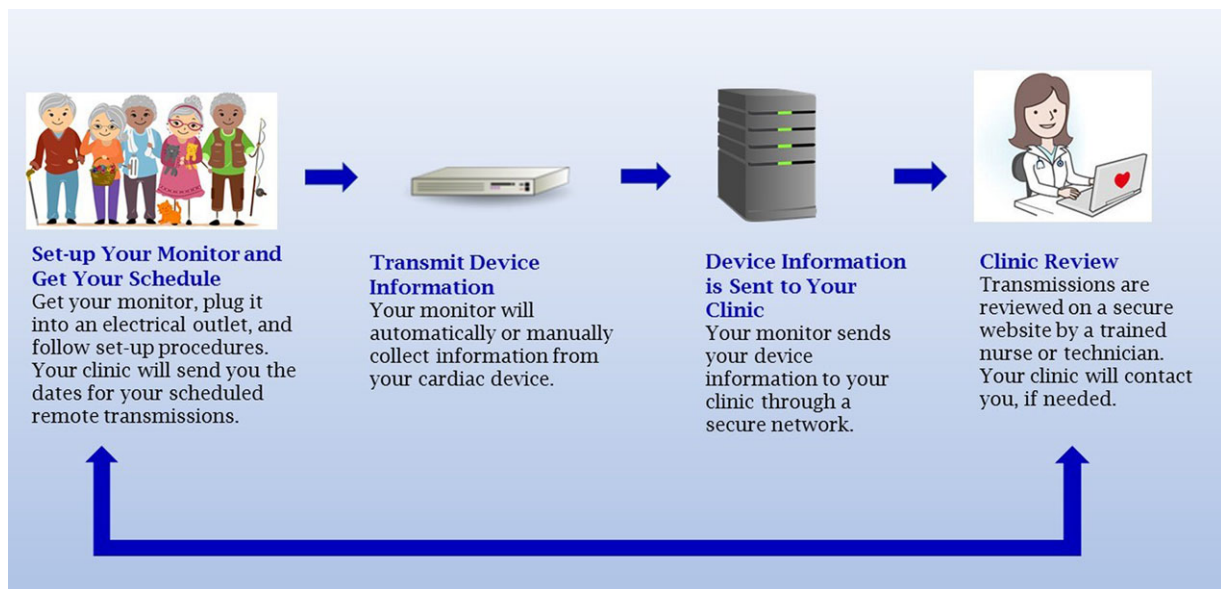 Set-up Your Monitor and
Get Your Schedule
Get your monitor, plug it
into an electrical outlet, and
follow set-up procedures.
Your clinic will send you the
dates for your scheduled
remote transmissions.
Transmit Device
Information
Your monitor will
automatically or manually
collect information from
your cardiac device.
Device Information
is Sent to Your
Clinic
Your monitor sends
your device
information to your
clinic through a
secure network.
Clinic Review
Transmissions are
reviewed on a secure
website by a trained
nurse or technician.
Your clinic will contact
you, if needed.